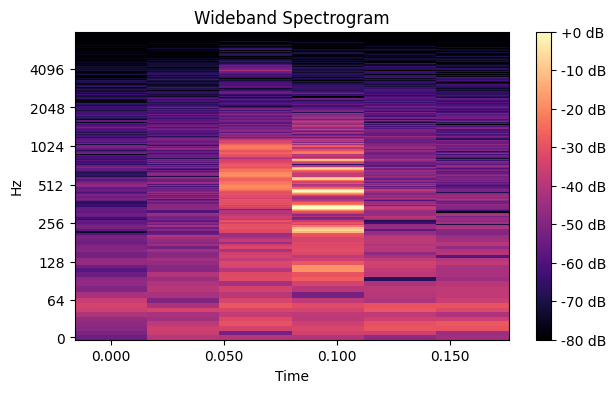 Wideband Spectrogram
Hz
4096
2048
1024
512
256
128
64
0
0.000 0.050 0.100 0.150
Time
+0 dB
-10 dB
-20 dB
-30 dB
-40 dB
-50 dB
-60 dB
-70 dB
-80 dB